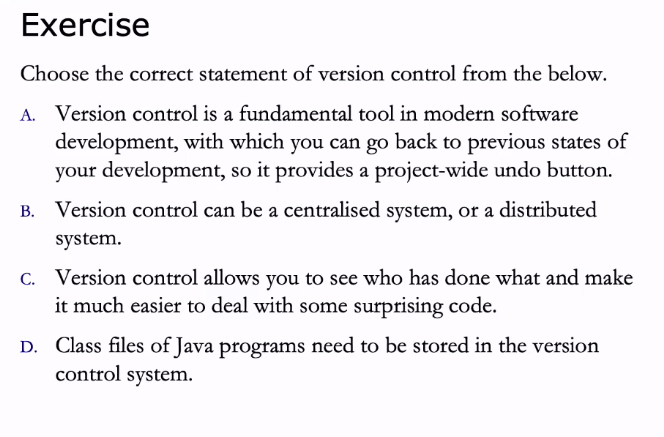 Exercise
Choose the correct statement of version control from the below.
A. Version control is a fundamental tool in modern software
development, with which you can go back to previous states of
your development, so it provides a project-wide undo button.
B. Version control can be a centralised system, or a distributed
system.
C. Version control allows you to see who has done what and make
it much easier to deal with some surprising code.
D. Class files of Java programs need to be stored in the version
control system.